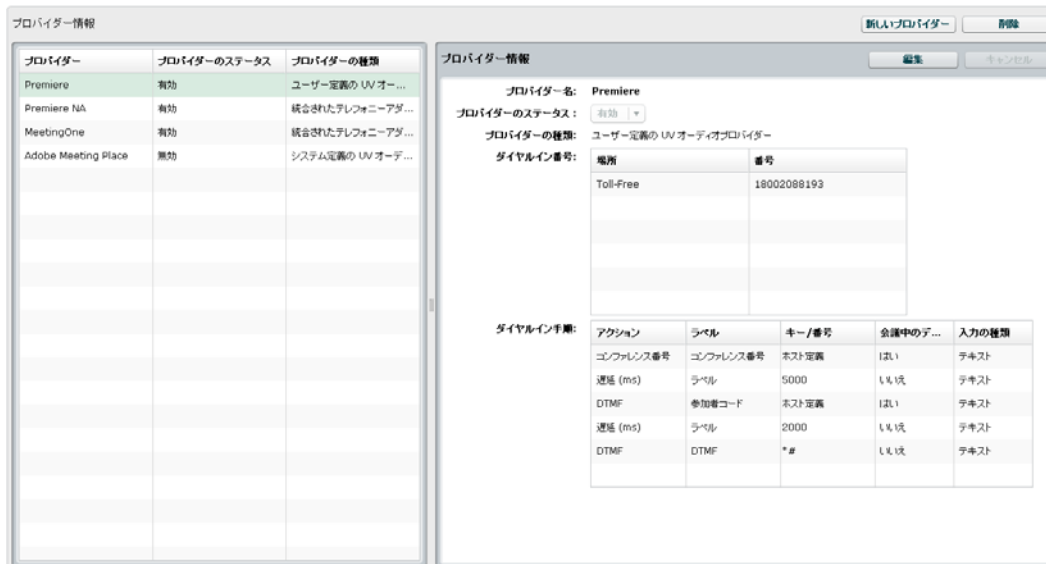 プロバイダー情報 新しいプロバイダー 削除
プロバイダー プロバイダーのステータス プロバイダーの種類
Premiere 有効 ユーザー定義の UV オー...
Premiere NA 有効 統合されたテレフォニーアダ...
MeetingOne 有効 統合されたテレフォニーアダ...
Adobe Meeting Place 無効 システム定義の UV オーデ...
プロバイダー情報 編集 キャンセル
プロバイダー名: Premiere
プロバイダーのステータス: 有効
プロバイダーの種類: ユーザー定義の UV オーディオプロバイダー
ダイヤルイン番号: 場所 番号
Toll-Free 18002088193
ダイヤルイン手順: アクション ラベル キー/番号 会議中のデ... 入力の種類
コンファレンス番号 コンファレンス番号 ホスト定義 はい テキスト
遅延 (ms) ラベル 5000 いいえ テキスト
DTMF 参加者コード ホスト定義 はい テキスト
遅延 (ms) ラベル 2000 いいえ テキスト
DTMF DTMF *# いいえ テキスト